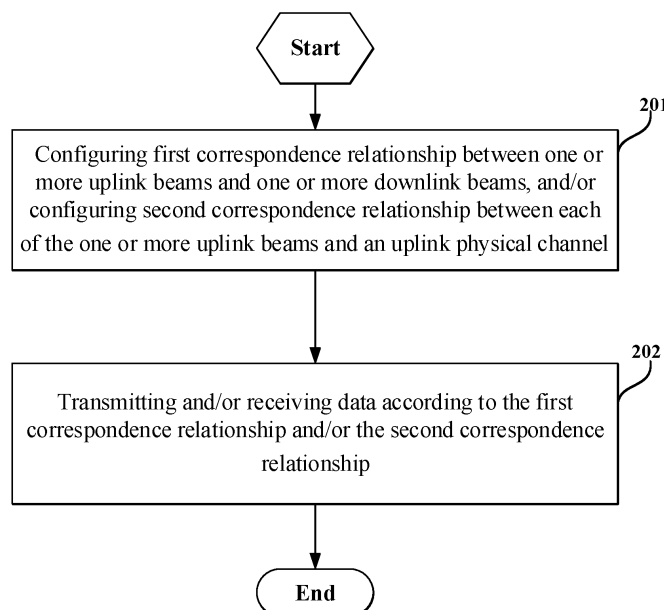 Start
201
Configuring first correspondence relationship between one or
more uplink beams and one or more downlink beams, and/or
configuring second correspondence relationship between each
of the one or more uplink beams and an uplink physical channel
202
Transmitting and/or receiving data according to the first
correspondence relationship and/or the second correspondence
relationship
End